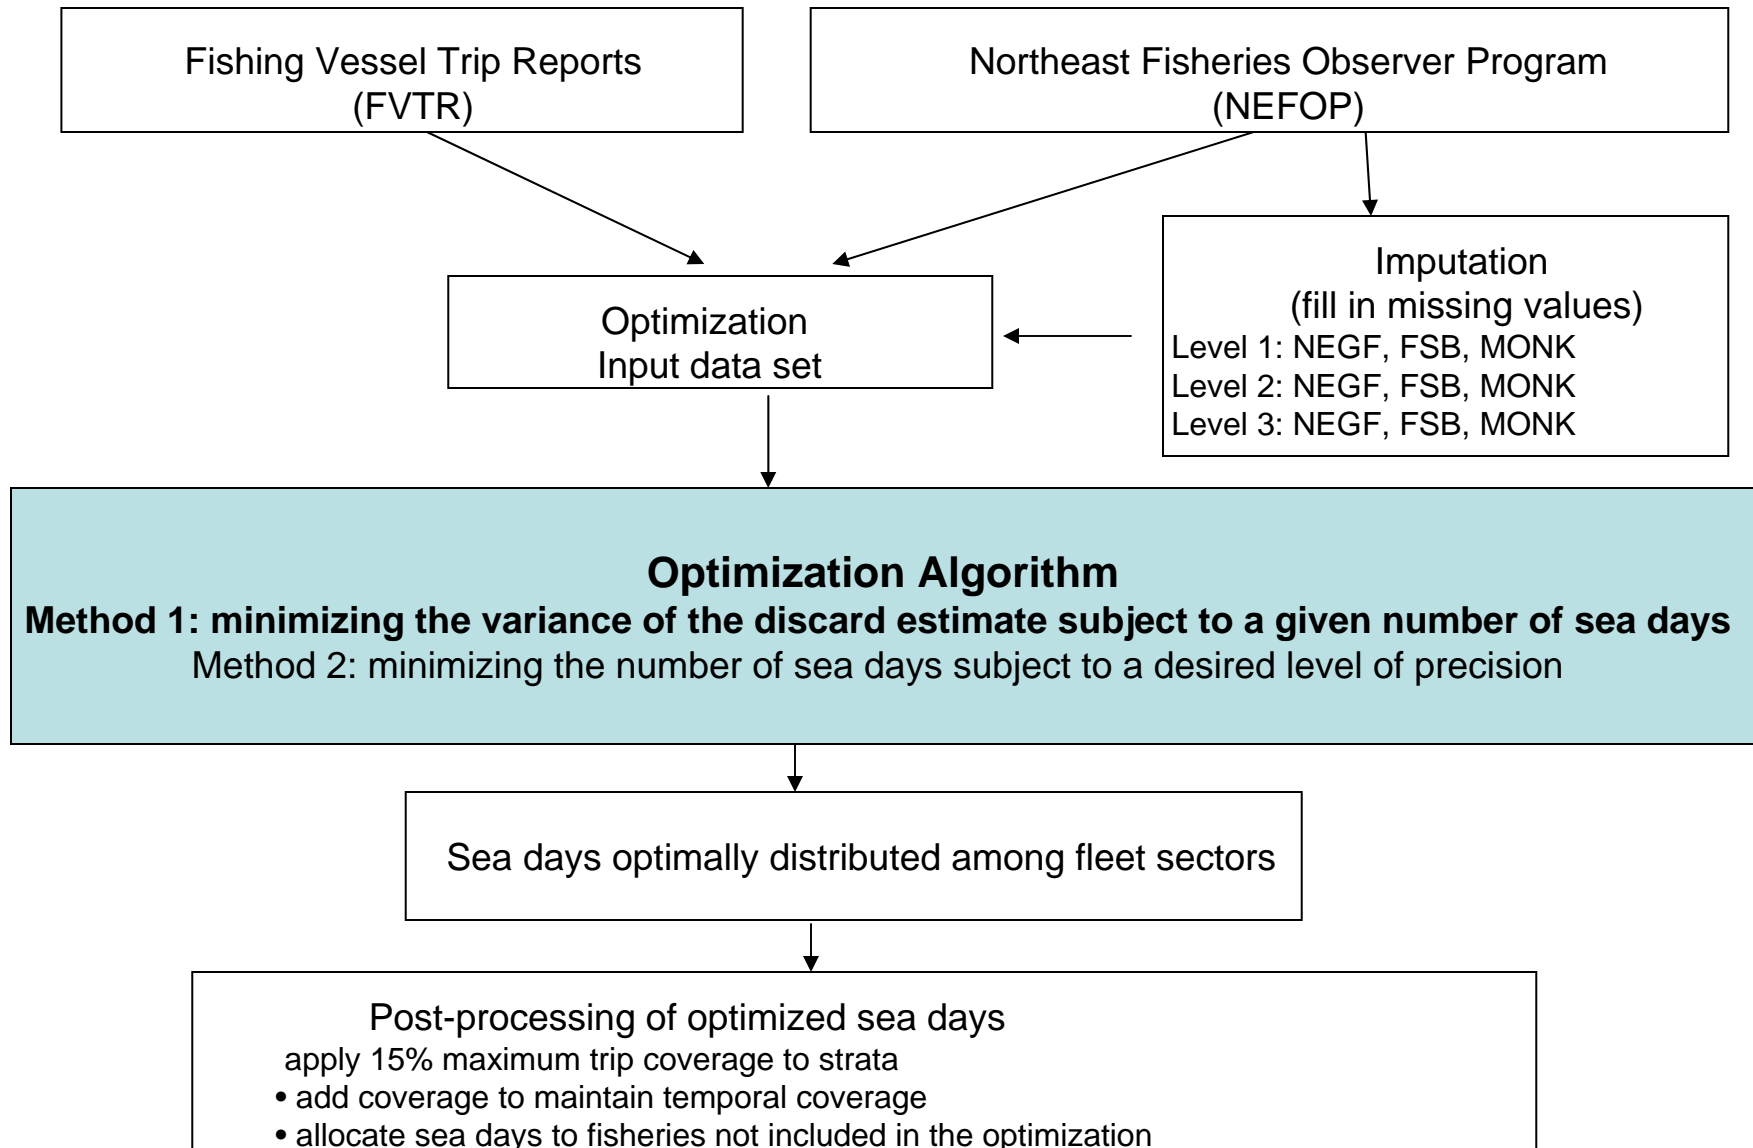 Fishing Vessel Trip Reports
(FVTR)
Northeast Fisheries Observer Program
(NEFOP)
Imputation
(fill in missing values)
Level 1: NEGF, FSB, MONK
Level 2: NEGF, FSB, MONK
Level 3: NEGF, FSB, MONK
Optimization
Input data set
Optimization Algorithm
Method 1: minimizing the variance of the discard estimate subject to a given number of sea days
Method 2: minimizing the number of sea days subject to a desired level of precision
Sea days optimally distributed among fleet sectors
Post-processing of optimized sea days
apply 15% maximum trip coverage to strata
• add coverage to maintain temporal coverage
• allocate sea days to fisheries not included in the optimization